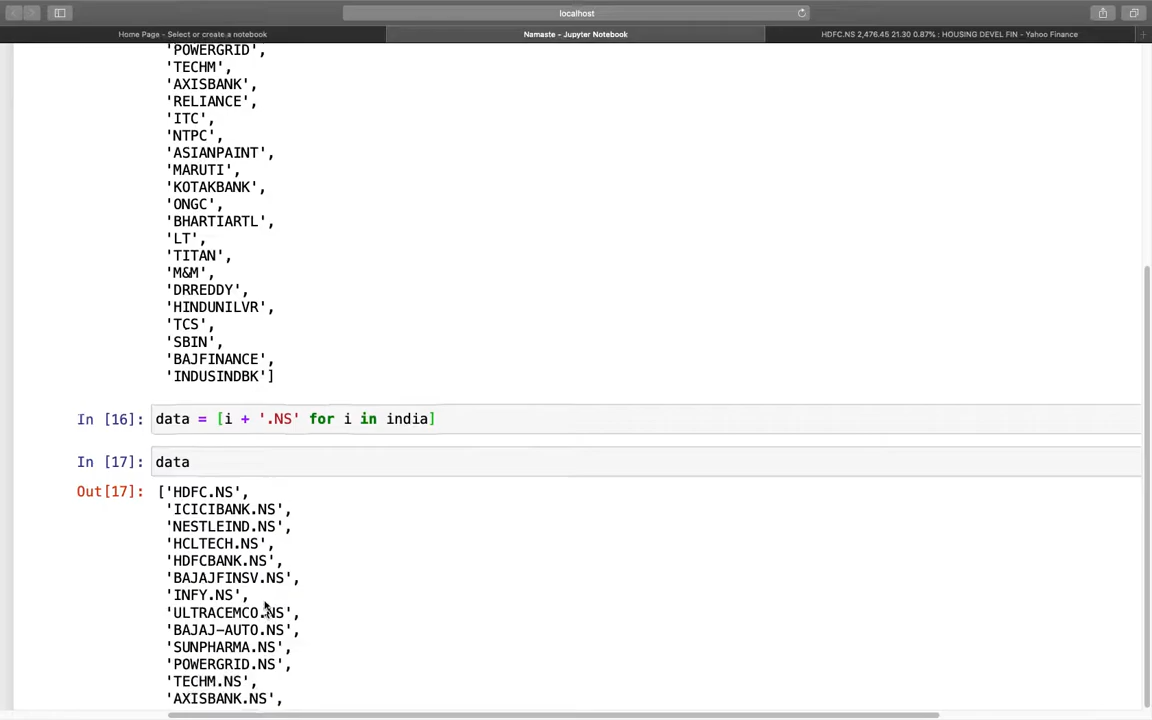 localhost
Home Page - Select or create a notebook
Namaste - Jupyter Notebook
HDFC.NS 2,476.45 21.30 0.87% : HOUSING DEVEL FIN - Yahoo Finance
'POWERGRID',
'TECHM',
'AXISBANK',
'RELIANCE',
'ITC',
'NTPC',
'ASIANPAINT',
'MARUTI',
'KOTAKBANK',
'ONGC',
'BHARTIARTL',
'LT',
'TITAN',
'M&M',
'DRREDDY',
'HINDUNILVR',
'TCS',
'SBIN',
'BAJFINANCE',
'INDUSINDBK']
In [16]: data = [i + '.NS' for i in india]
In [17]: data
Out[17]: ['HDFC.NS',
'ICICIBANK.NS',
'NESTLEIND.NS',
'HCLTECH.NS',
'HDFCBANK.NS',
'BAJAJFINSV.NS',
'INFY.NS',
'ULTRACEMCO.NS',
'BAJAJ-AUTO.NS',
'SUNPHARMA.NS',
'POWERGRID.NS',
'TECHM.NS',
'AXISBANK.NS',